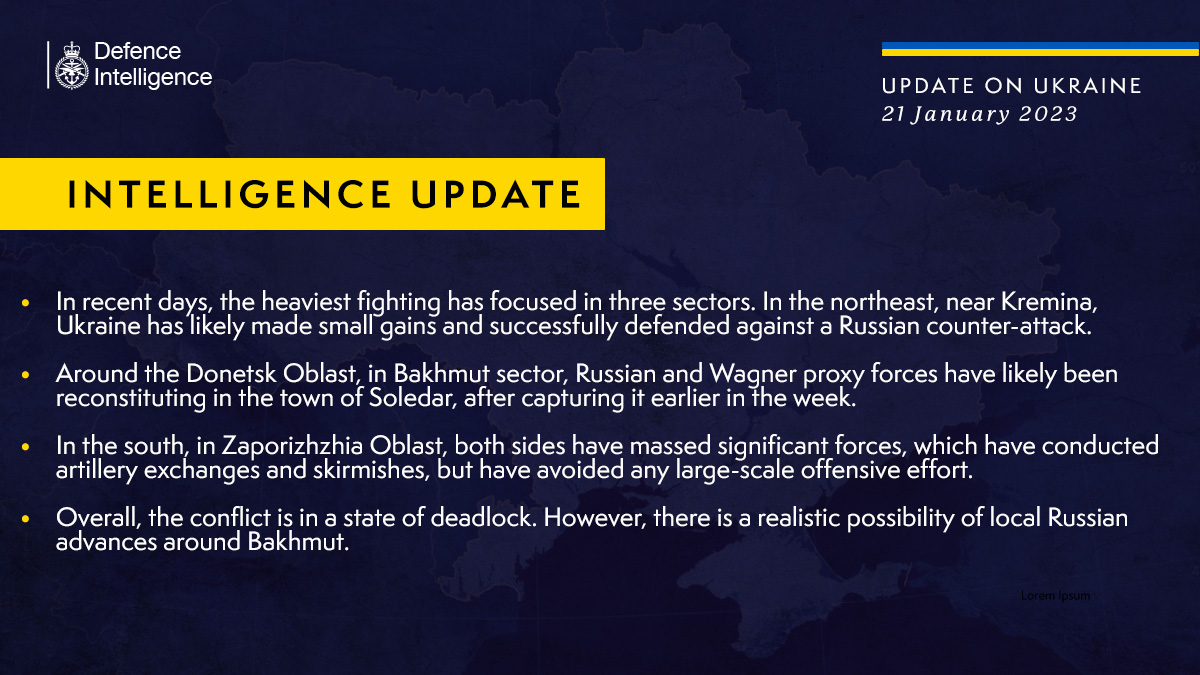 Defence
Intelligence
UPDATE ON UKRAINE
21 January 2023
INTELLIGENCE UPDATE
• In recent days, the heaviest fighting has focused in three sectors. In the northeast, near Kremina,
Ukraine has likely made small gains and successfully defended against a Russian counter-attack.
• Around the Donetsk Oblast, in Bakhmut sector, Russian and Wagner proxy forces have likely been
reconstituting in the town of Soledar, after capturing it earlier in the week.
• In the south, in Zaporizhzhia Oblast, both sides have massed significant forces, which have conducted
artillery exchanges and skirmishes, but have avoided any large-scale offensive effort.
• Overall, the conflict is in a state of deadlock. However, there is a realistic possibility of local Russian
advances around Bakhmut.
Lorem ipsum